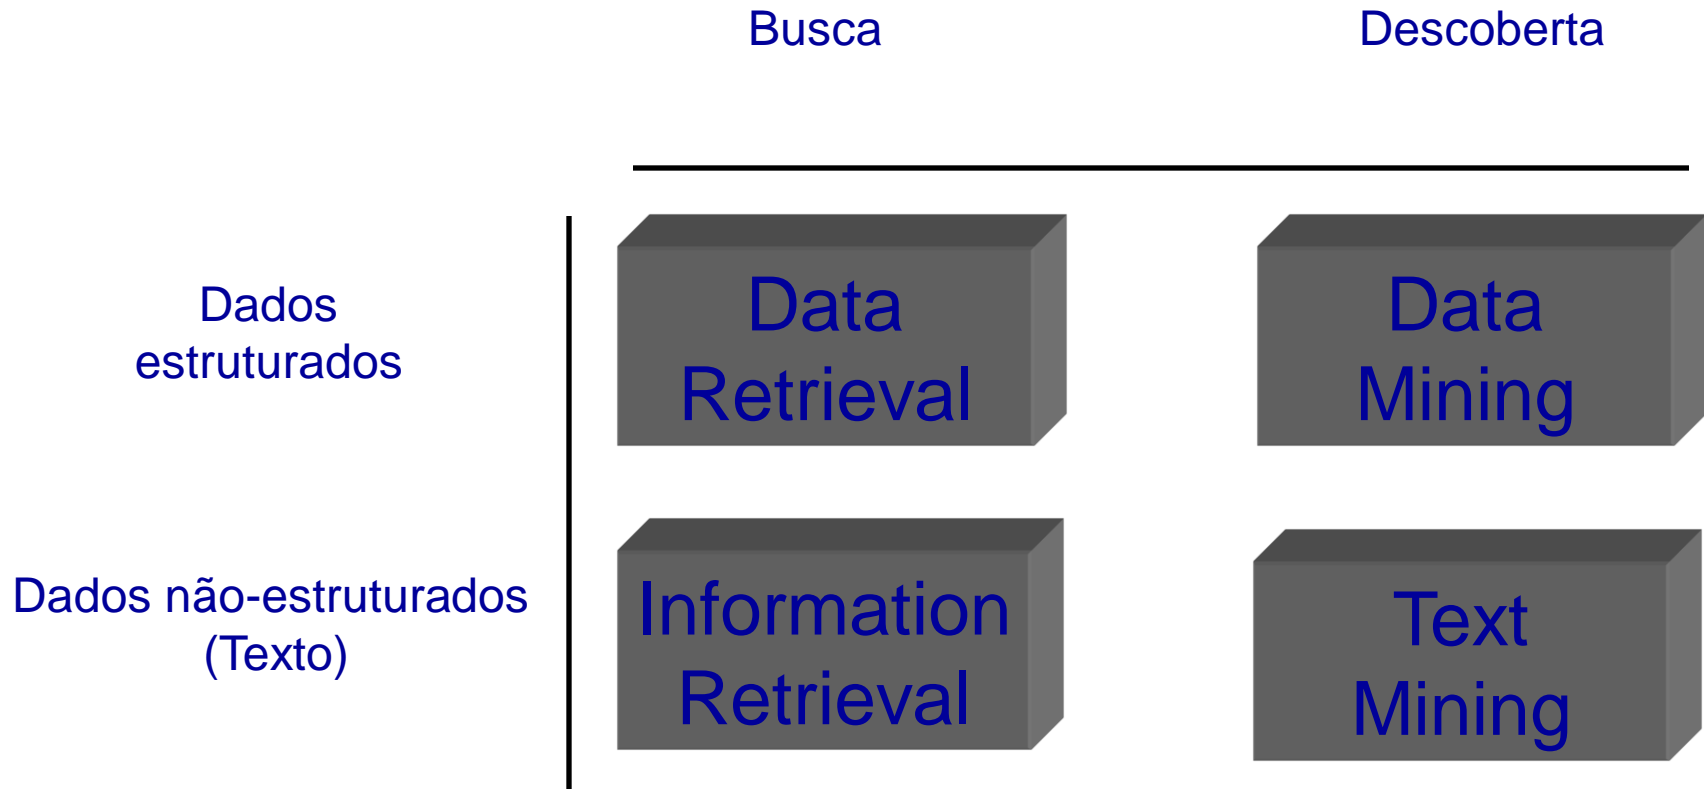 Busca
Descoberta
Dados
estruturados
Data
Retrieval
Data
Mining
Dados não-estruturados
(Texto)
Information
Retrieval
Text
Mining